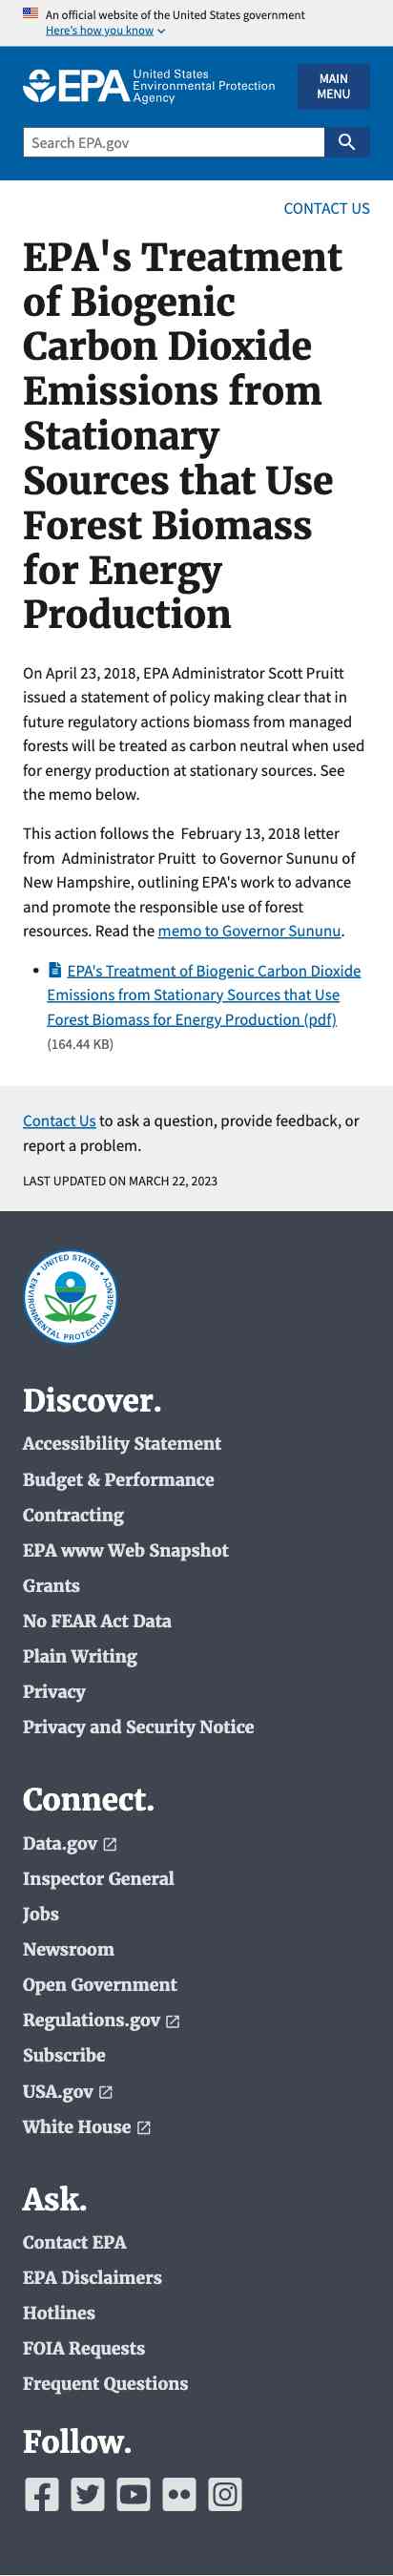 An official website of the United States government
Here's how you know
EPA United States
Environmental Protection
Agency
MAIN
MENU
Search EPA.gov
CONTACT US
EPA's Treatment
of Biogenic
Carbon Dioxide
Emissions from
Stationary
Sources that Use
Forest Biomass
for Energy
Production
On April 23, 2018, EPA Administrator Scott Pruitt
issued a statement of policy making clear that in
future regulatory actions biomass from managed
forests will be treated as carbon neutral when used
for energy production at stationary sources. See
the memo below.
This action follows the  February 13, 2018 letter
from  Administrator Pruitt  to Governor Sununu of
New Hampshire, outlining EPA's work to advance
and promote the responsible use of forest
resources. Read the memo to Governor Sununu.
• EPA's Treatment of Biogenic Carbon Dioxide
Emissions from Stationary Sources that Use
Forest Biomass for Energy Production (pdf)
(164.44 KB)
Contact Us to ask a question, provide feedback, or
report a problem.
LAST UPDATED ON MARCH 22, 2023
UNITED STATES
ENVIRONMENTAL PROTECTION AGENCY
Discover.
Accessibility Statement
Budget & Performance
Contracting
EPA www Web Snapshot
Grants
No FEAR Act Data
Plain Writing
Privacy
Privacy and Security Notice
Connect.
Data.gov
Inspector General
Jobs
Newsroom
Open Government
Regulations.gov
Subscribe
USA.gov
White House
Ask.
Contact EPA
EPA Disclaimers
Hotlines
FOIA Requests
Frequent Questions
Follow.